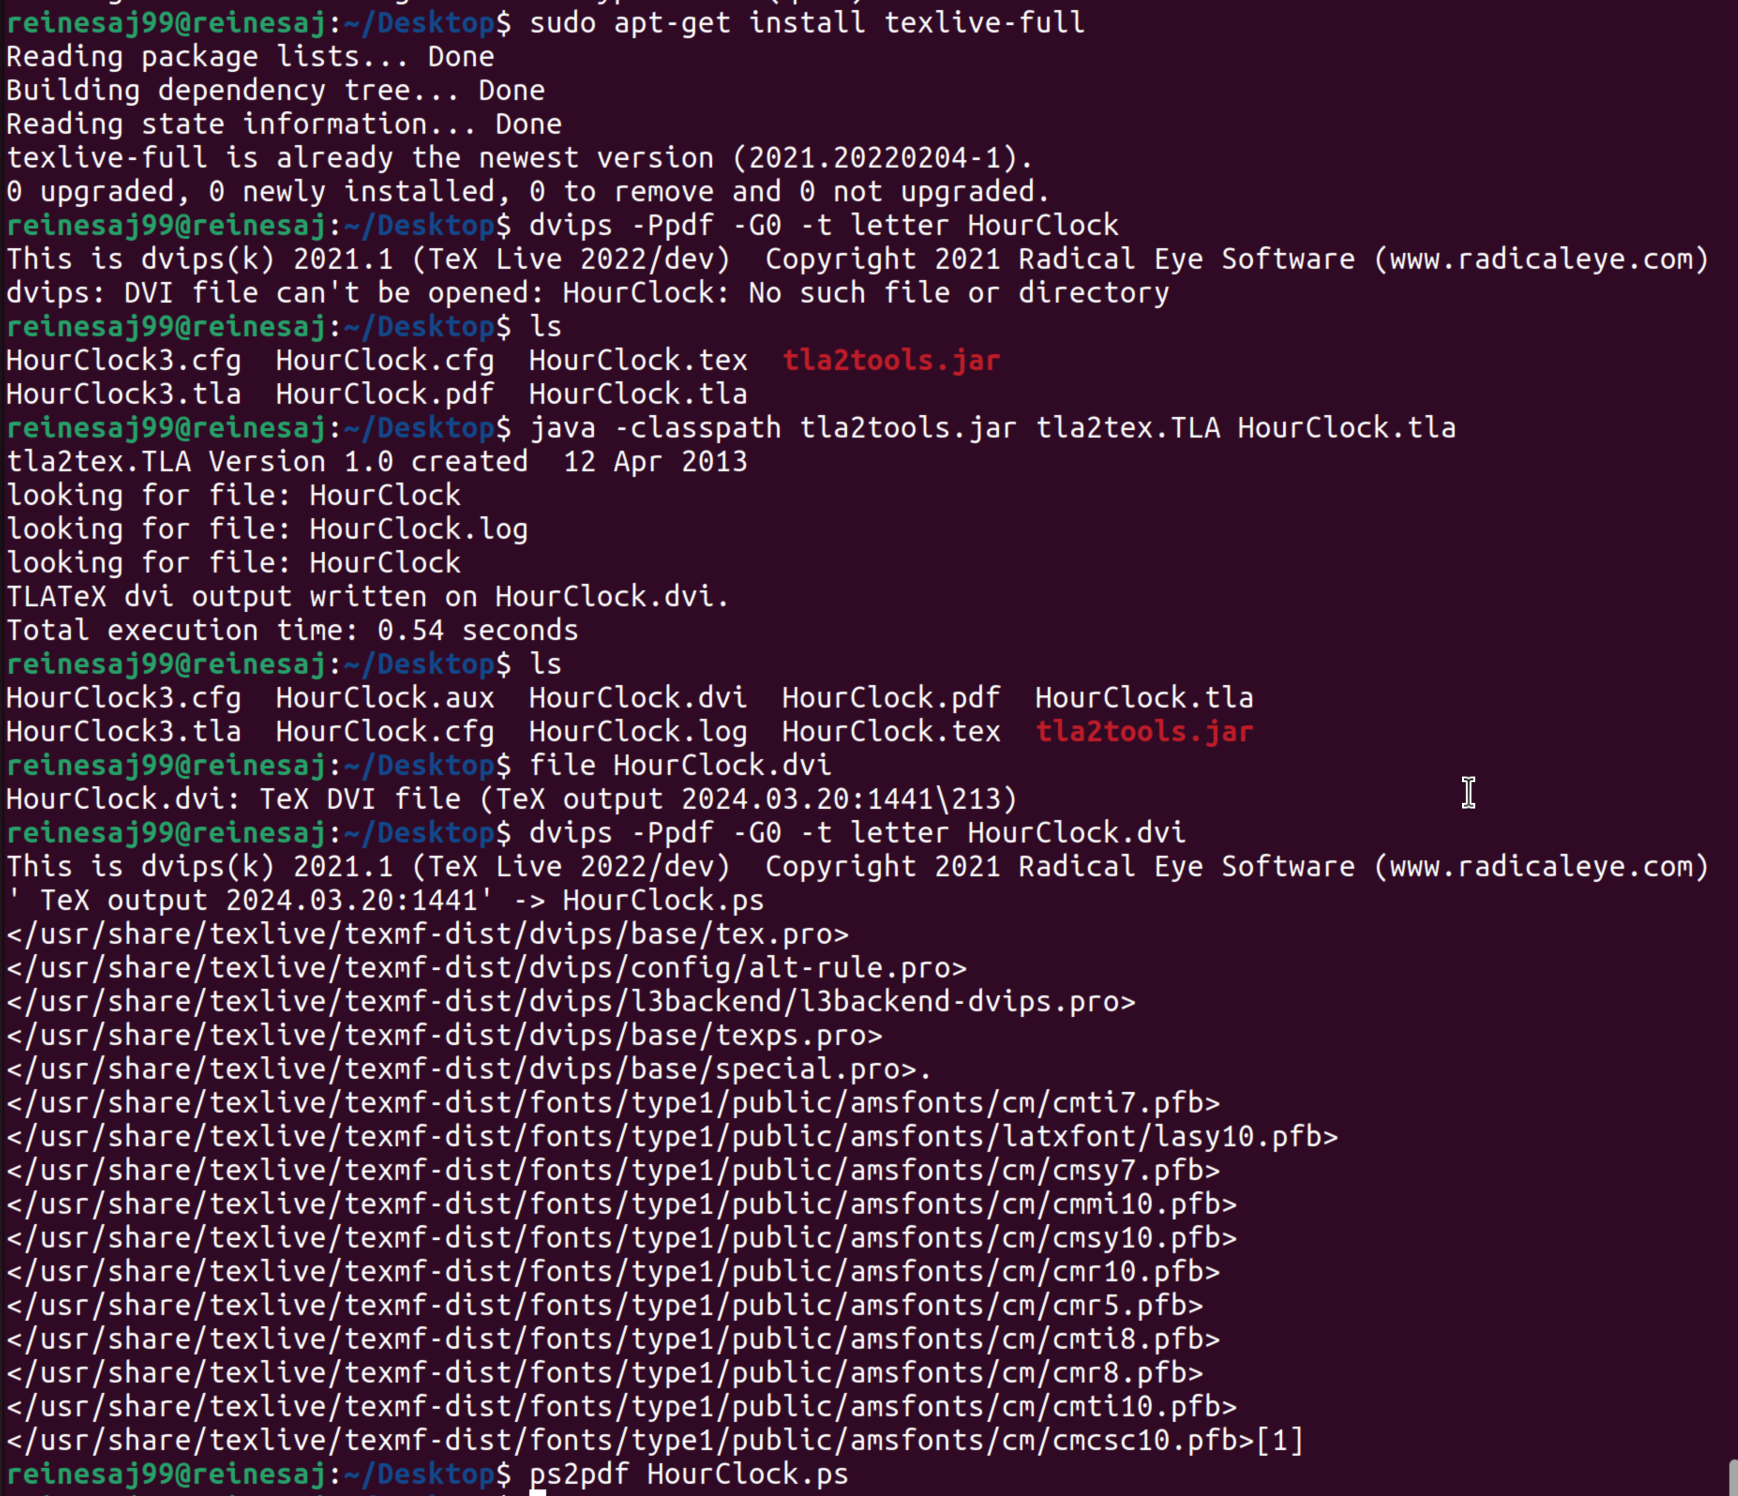 reinesaj99@reinesaj:~/Desktop$ sudo apt-get install texlive-full
Reading package lists... Done
Building dependency tree... Done
Reading state information... Done
texlive-full is already the newest version (2021.20220204-1).
0 upgraded, 0 newly installed, 0 to remove and 0 not upgraded.
reinesaj99@reinesaj:~/Desktop$ dvips -Ppdf -G0 -t letter HourClock
This is dvips(k) 2021.1 (TeX Live 2022/dev)  Copyright 2021 Radical Eye Software (www.radicaleye.com)
dvips: DVI file can't be opened: HourClock: No such file or directory
reinesaj99@reinesaj:~/Desktop$ ls
HourClock3.cfg  HourClock.cfg  HourClock.tex  tla2tools.jar
HourClock3.tla  HourClock.pdf  HourClock.tla
reinesaj99@reinesaj:~/Desktop$ java -classpath tla2tools.jar tla2tex.TLA HourClock.tla
tla2tex.TLA Version 1.0 created  12 Apr 2013
looking for file: HourClock
looking for file: HourClock.log
looking for file: HourClock
TLATeX dvi output written on HourClock.dvi.
Total execution time: 0.54 seconds
reinesaj99@reinesaj:~/Desktop$ ls
HourClock3.cfg  HourClock.aux  HourClock.dvi  HourClock.pdf  HourClock.tla
HourClock3.tla  HourClock.cfg  HourClock.log  HourClock.tex  tla2tools.jar
reinesaj99@reinesaj:~/Desktop$ file HourClock.dvi
HourClock.dvi: TeX DVI file (TeX output 2024.03.20:1441\213)
reinesaj99@reinesaj:~/Desktop$ dvips -Ppdf -G0 -t letter HourClock.dvi
This is dvips(k) 2021.1 (TeX Live 2022/dev)  Copyright 2021 Radical Eye Software (www.radicaleye.com)
' TeX output 2024.03.20:1441' -> HourClock.ps
</usr/share/texlive/texmf-dist/dvips/base/tex.pro>
</usr/share/texlive/texmf-dist/dvips/config/alt-rule.pro>
</usr/share/texlive/texmf-dist/dvips/l3backend/l3backend-dvips.pro>
</usr/share/texlive/texmf-dist/dvips/base/texps.pro>
</usr/share/texlive/texmf-dist/dvips/base/special.pro>.
</usr/share/texlive/texmf-dist/fonts/type1/public/amsfonts/cm/cmti7.pfb>
</usr/share/texlive/texmf-dist/fonts/type1/public/amsfonts/latxfont/lasy10.pfb>
</usr/share/texlive/texmf-dist/fonts/type1/public/amsfonts/cm/cmsy7.pfb>
</usr/share/texlive/texmf-dist/fonts/type1/public/amsfonts/cm/cmmi10.pfb>
</usr/share/texlive/texmf-dist/fonts/type1/public/amsfonts/cm/cmsy10.pfb>
</usr/share/texlive/texmf-dist/fonts/type1/public/amsfonts/cm/cmr10.pfb>
</usr/share/texlive/texmf-dist/fonts/type1/public/amsfonts/cm/cmr5.pfb>
</usr/share/texlive/texmf-dist/fonts/type1/public/amsfonts/cm/cmti8.pfb>
</usr/share/texlive/texmf-dist/fonts/type1/public/amsfonts/cm/cmr8.pfb>
</usr/share/texlive/texmf-dist/fonts/type1/public/amsfonts/cm/cmti10.pfb>
</usr/share/texlive/texmf-dist/fonts/type1/public/amsfonts/cm/cmcsc10.pfb>[1]
reinesaj99@reinesaj:~/Desktop$ ps2pdf HourClock.ps